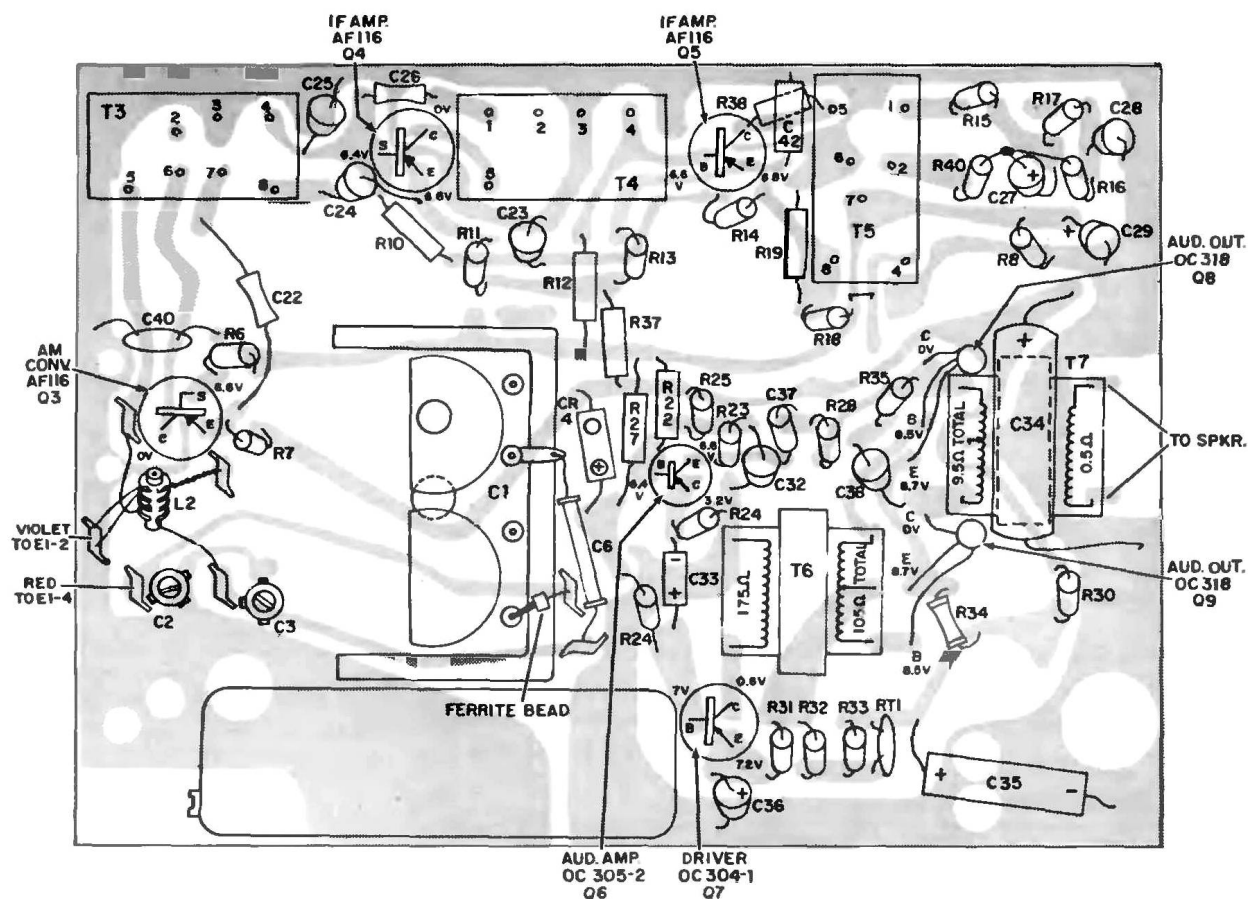 IF AMP.
AF116
Q4
IF AMP.
AF116
Q5
C25
C26
0V
T3
2
3
4
5
6
7
8
6.4V
S
C
E
6.6V
C24
R10
1
2
3
4
8
T4
R11
C23
R12
R13
R38
C
42
6.6
V
B
C
E
6.8V
R14
R19
5
1
6
2
7
T5
8
4
R18
R15
R17
C28
R40
C27
+
R16
R8
+
C29
AUD. OUT.
OC 318
Q8
C22
C40
R6
AM
CONV.
AF116
Q3
6.6V
S
C
E
0V
R7
L2
VIOLET
TO E1-2
RED
TO E1-4
C2
C3
R37
C1
CR
4
+
R27
R22
R25
R23
6.6
V
6.4
V
S
E
C
3.2V
C37
R28
R35
C32
C38
R24
C6
C33
-
+
R24
175Ω
T6
105Ω TOTAL
C
0V
B
8.5V
E
8.7V
C
0V
E
8.7V
B
8.5V
+
T7
9.5Ω TOTAL
C34
0.5Ω
TO SPKR.
AUD. OUT.
OC 318
Q9
R34
R30
FERRITE BEAD
7V
0.6V
B
C
E
7.2V
R31
R32
R33
RT1
C36
+
+
C35
-
AUD. AMP.
OC 305-2
Q6
DRIVER
OC 304-1
Q7